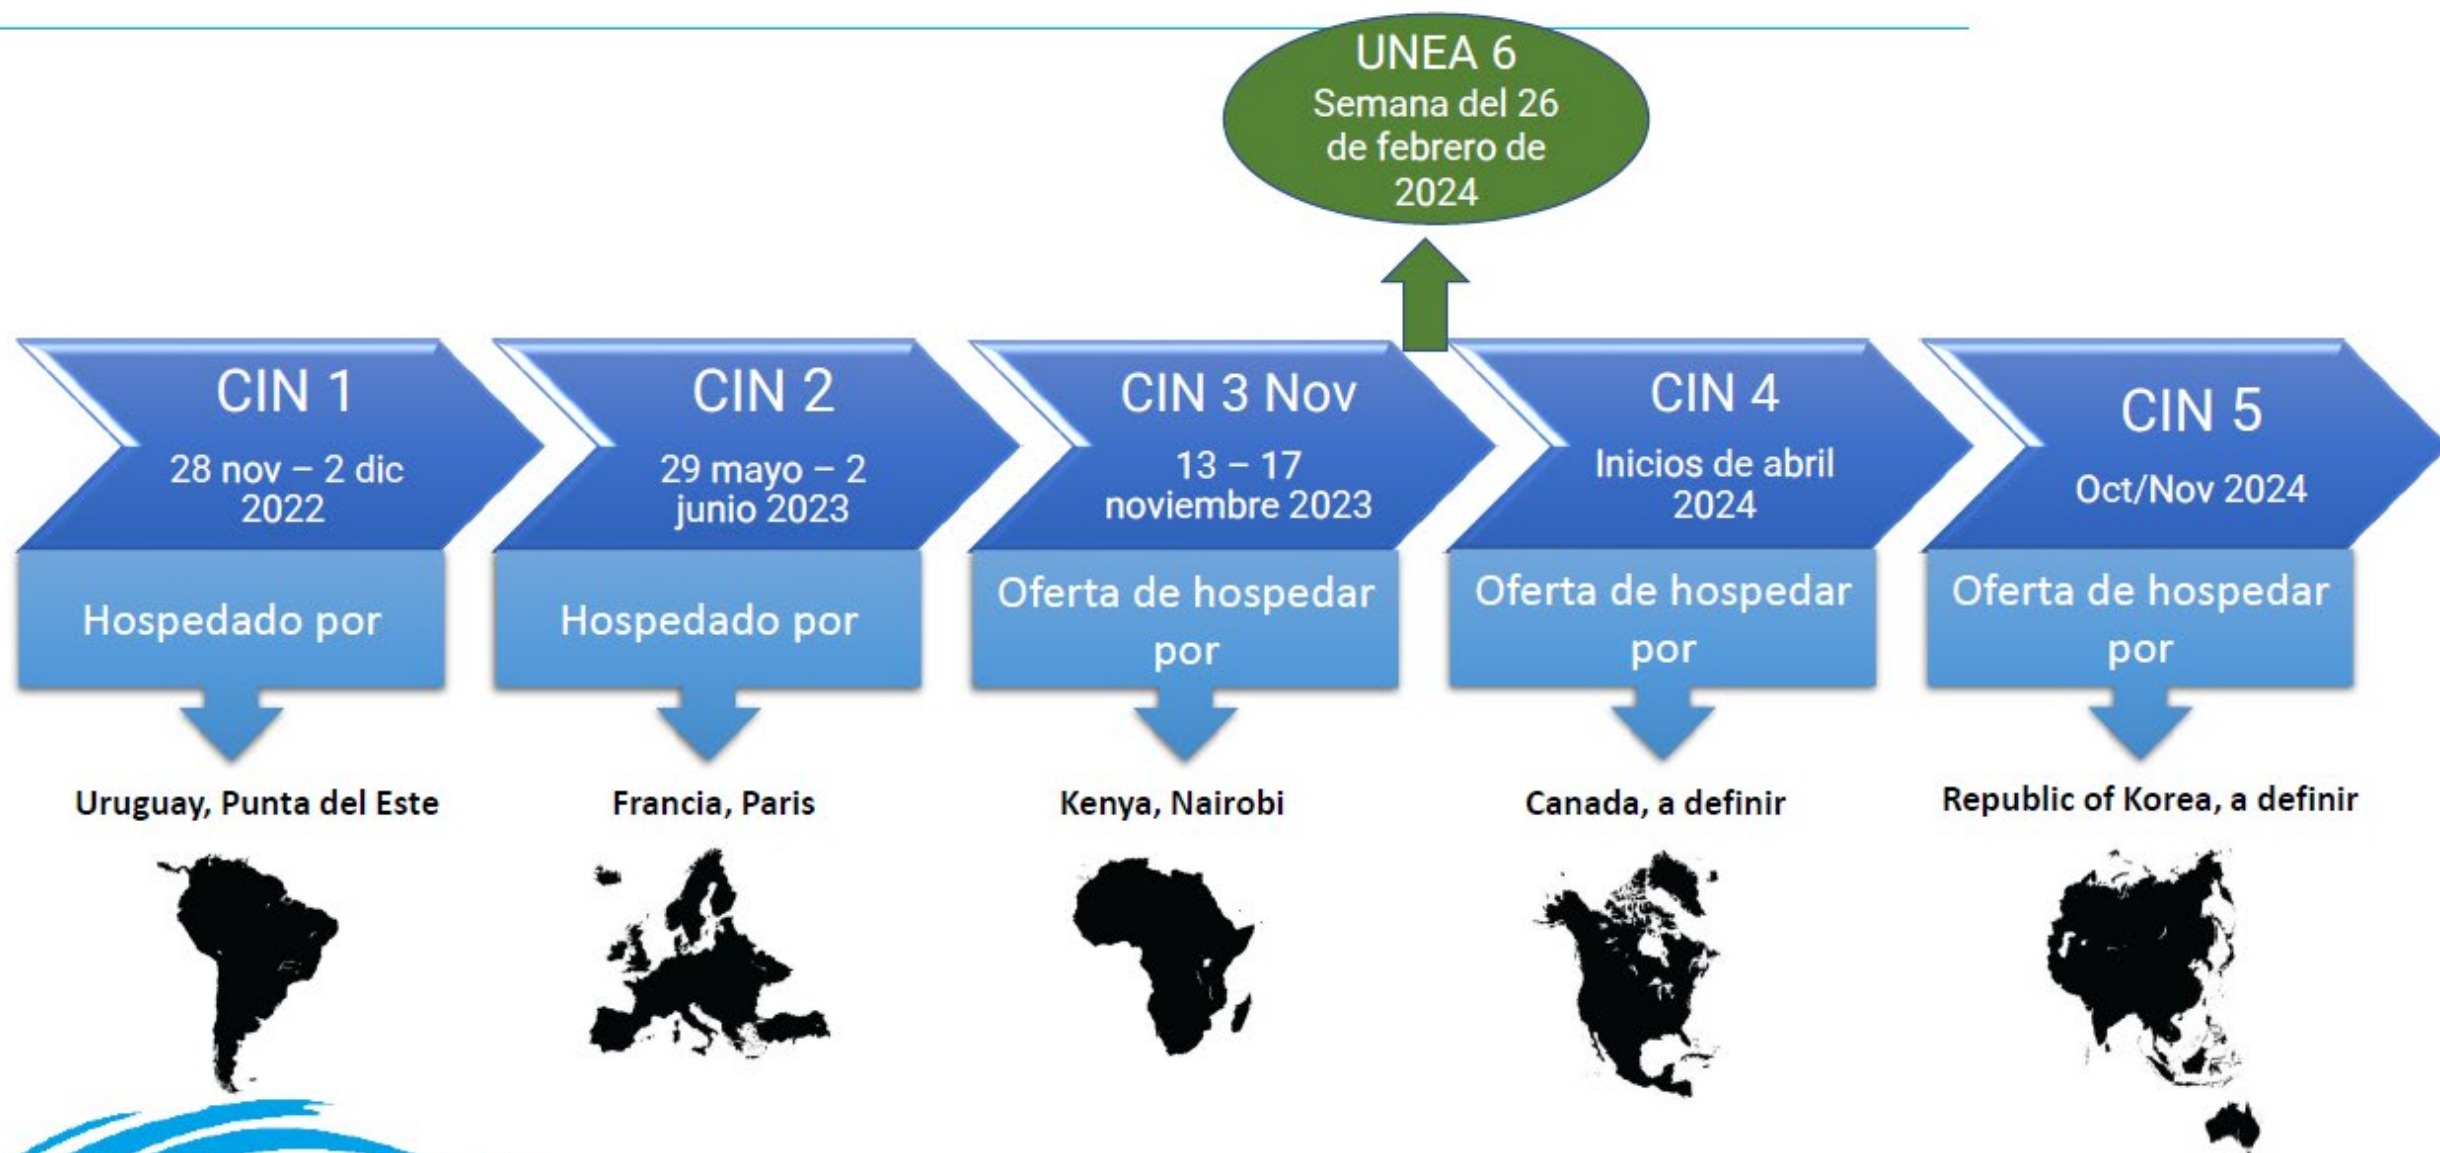 UNEA 6
Semana del 26
de febrero de
2024
CIN 1
28 nov – 2 dic
2022
CIN 2
29 mayo – 2
junio 2023
CIN 3 Nov
13 – 17
noviembre 2023
CIN 4
Inicios de abril
2024
CIN 5
Oct/Nov 2024
Hospedado por
Hospedado por
Oferta de hospedar
por
Oferta de hospedar
por
Oferta de hospedar
por
Uruguay, Punta del Este
Francia, Paris
Kenya, Nairobi
Canada, a definir
Republic of Korea, a definir